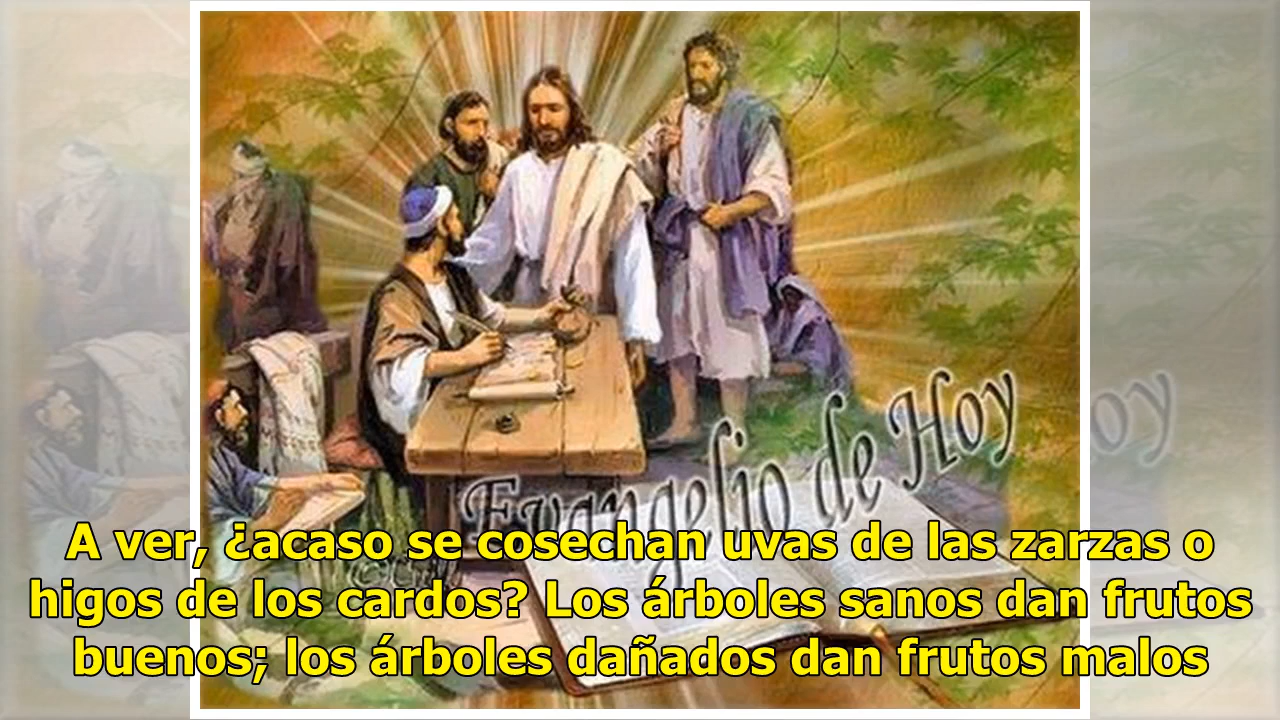 Evangelio de Hoy
A ver, ¿acaso se cosechan uvas de las zarzas o
higos de los cardos? Los árboles sanos dan frutos
buenos; los árboles dañados dan frutos malos